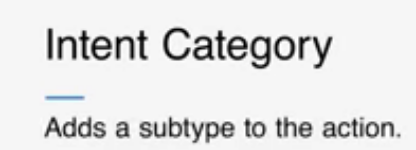 Intent Category
Adds a subtype to the action.